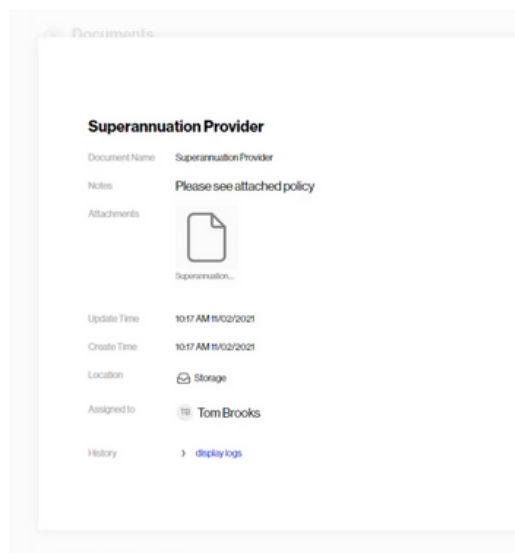 Documents
Superannuation Provider
Document Name Superannuation Provider
Notes Please see attached policy
Attachments
Superannuation...
Update Time 10:17 AM 11/02/2021
Create Time 10:17 AM 11/02/2021
Location Storage
Assigned to TB Tom Brooks
History > display logs